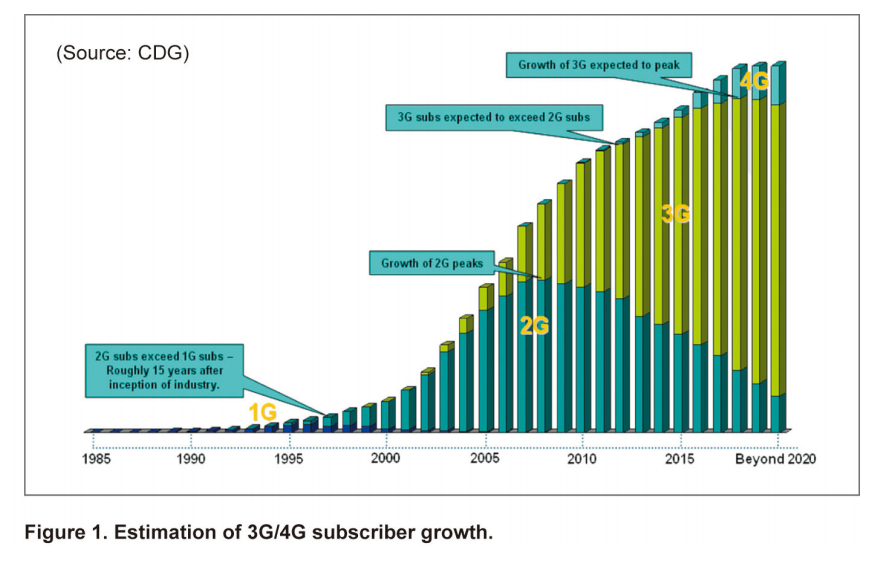 (Source: CDG)
Growth of 3G expected to peak
4G
3G subs expected to exceed 2G subs
3G
Growth of 2G peaks
2G
2G subs exceed 1G subs –
Roughly 15 years after
inception of industry.
1G
1985 1990 1995 2000 2005 2010 2015 Beyond 2020
Figure 1. Estimation of 3G/4G subscriber growth.